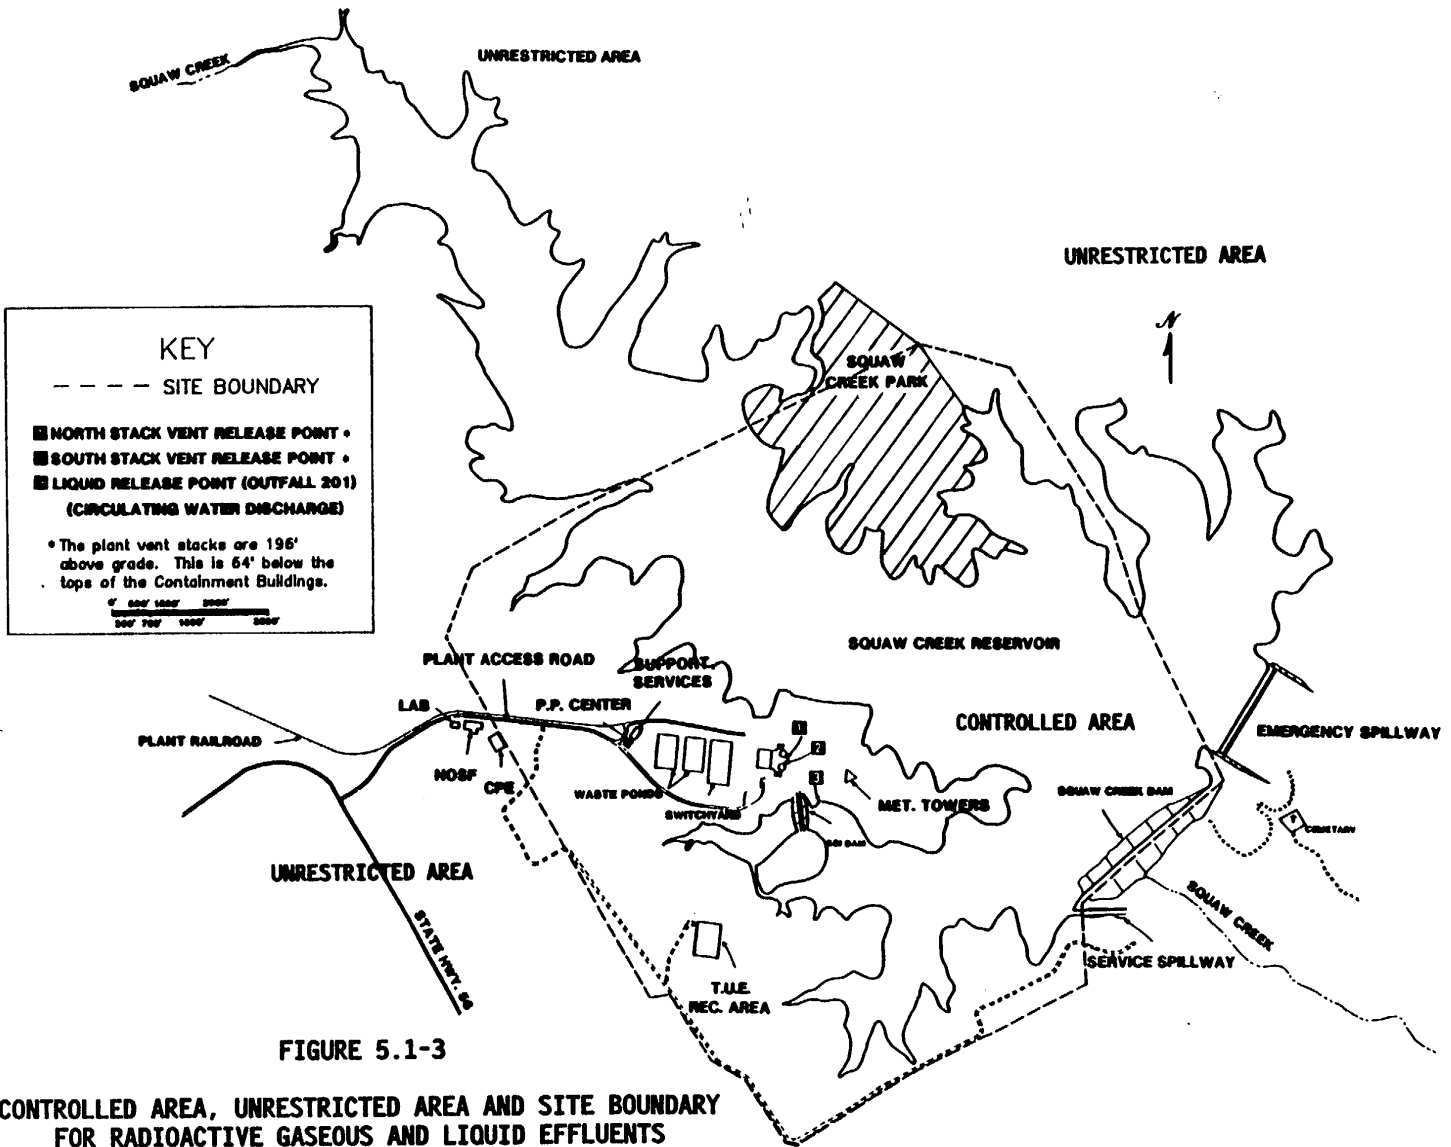 SQUAW CREEK
UNRESTRICTED AREA
UNRESTRICTED AREA
N
KEY
SITE BOUNDARY
NORTH STACK VENT RELEASE POINT *
SOUTH STACK VENT RELEASE POINT *
LIQUID RELEASE POINT (OUTFALL 201)
(CIRCULATING WATER DISCHARGE)
* The plant vent stacks are 196'
above grade. This is 64' below the
tops of the Containment Buildings.
SQUAW
CREEK PARK
SQUAW CREEK RESERVOIR
PLANT ACCESS ROAD
SUPPORT
SERVICES
LAB
P.P. CENTER
PLANT RAILROAD
NOSF
CPE
WASTE PONDS
SWITCHYARD
1
2
3
MET. TOWERS
CONTROLLED AREA
EMERGENCY SPILLWAY
SQUAW CREEK DAM
DAM
CEMETARY
SQUAW CREEK
SERVICE SPILLWAY
UNRESTRICTED AREA
STATE HWY.
T.U.E.
REC. AREA
FIGURE 5.1-3
CONTROLLED AREA, UNRESTRICTED AREA AND SITE BOUNDARY
FOR RADIOACTIVE GASEOUS AND LIQUID EFFLUENTS